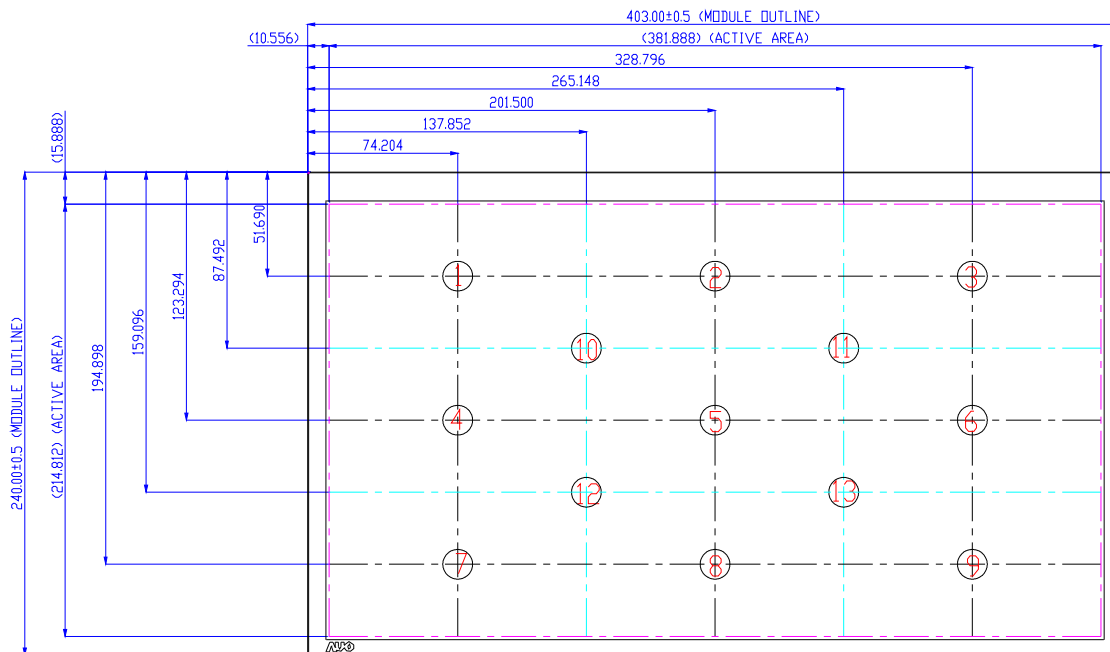 403.00±0.5 (MODULE OUTLINE)
(10.556)
(381.888) (ACTIVE AREA)
328.796
265.148
201.500
137.852
74.204
(15.888)
51.690
87.492
123.294
159.096
194.898
(214.812) (ACTIVE AREA)
240.00±0.5 (MODULE OUTLINE)
1 2 3
10 11
4 5 6
12 13
7 8 9
AUO